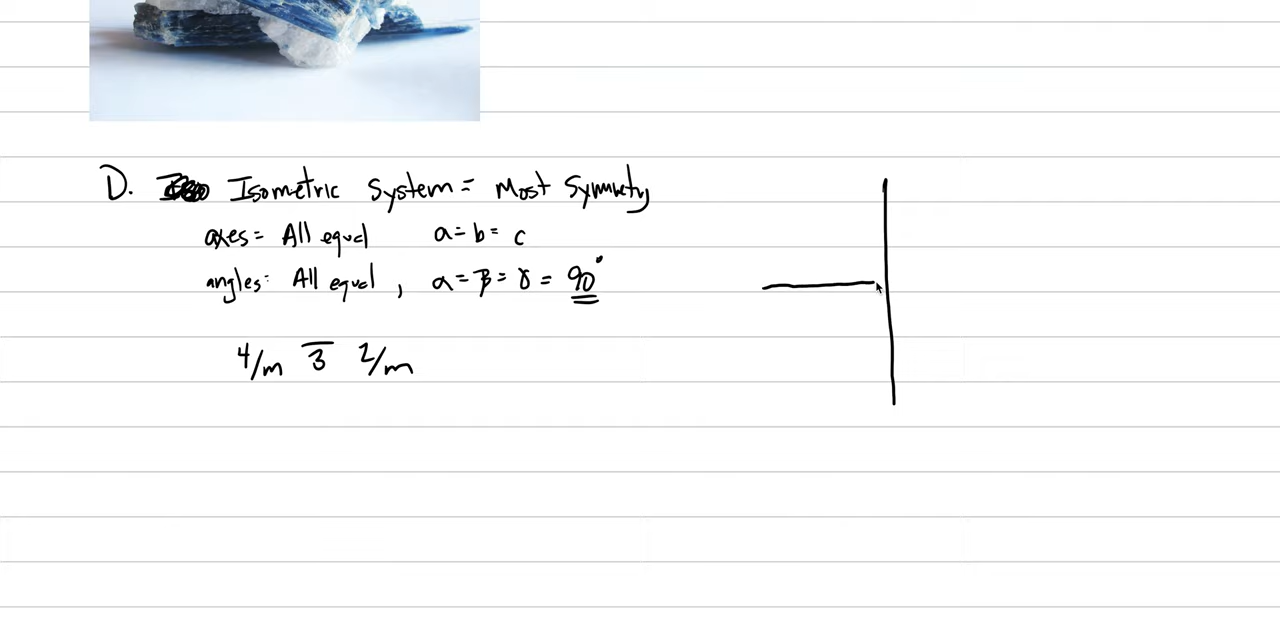 D. Isometric System = Most Symmetry
axes = All equal a = b = c
angles: All equal, α = β = γ = 90°
4/m 3̅ 2/m